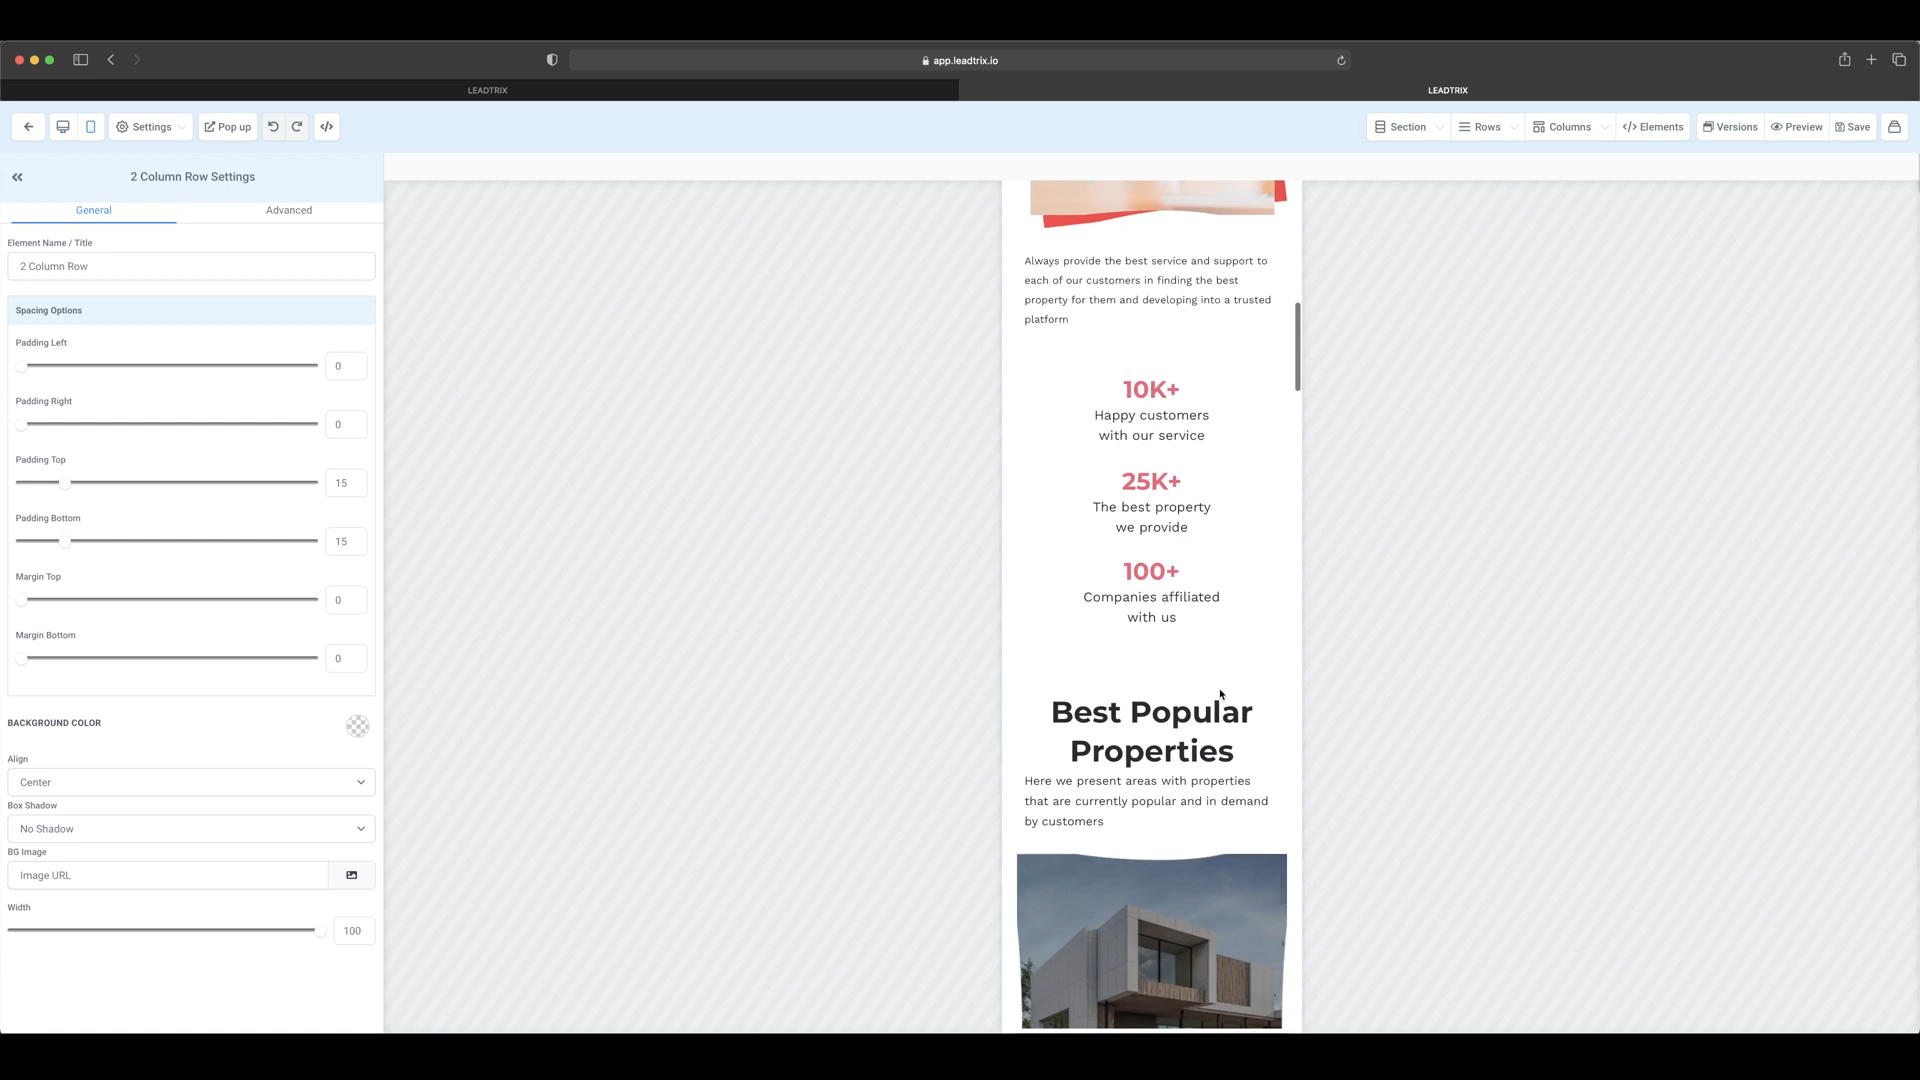 app.leadtrix.io
LEADTRIX
LEADTRIX
Settings
Pop up
Section
Rows
Columns
</> Elements
Versions
Preview
Save
2 Column Row Settings
General
Advanced
Element Name / Title
2 Column Row
Spacing Options
Padding Left
0
Padding Right
0
Padding Top
15
Padding Bottom
15
Margin Top
0
Margin Bottom
0
BACKGROUND COLOR
Align
Center
Box Shadow
No Shadow
BG Image
Image URL
Width
100
Always provide the best service and support to
each of our customers in finding the best
property for them and developing into a trusted
platform
10K+
Happy customers
with our service
25K+
The best property
we provide
100+
Companies affiliated
with us
Best Popular
Properties
Here we present areas with properties
that are currently popular and in demand
by customers